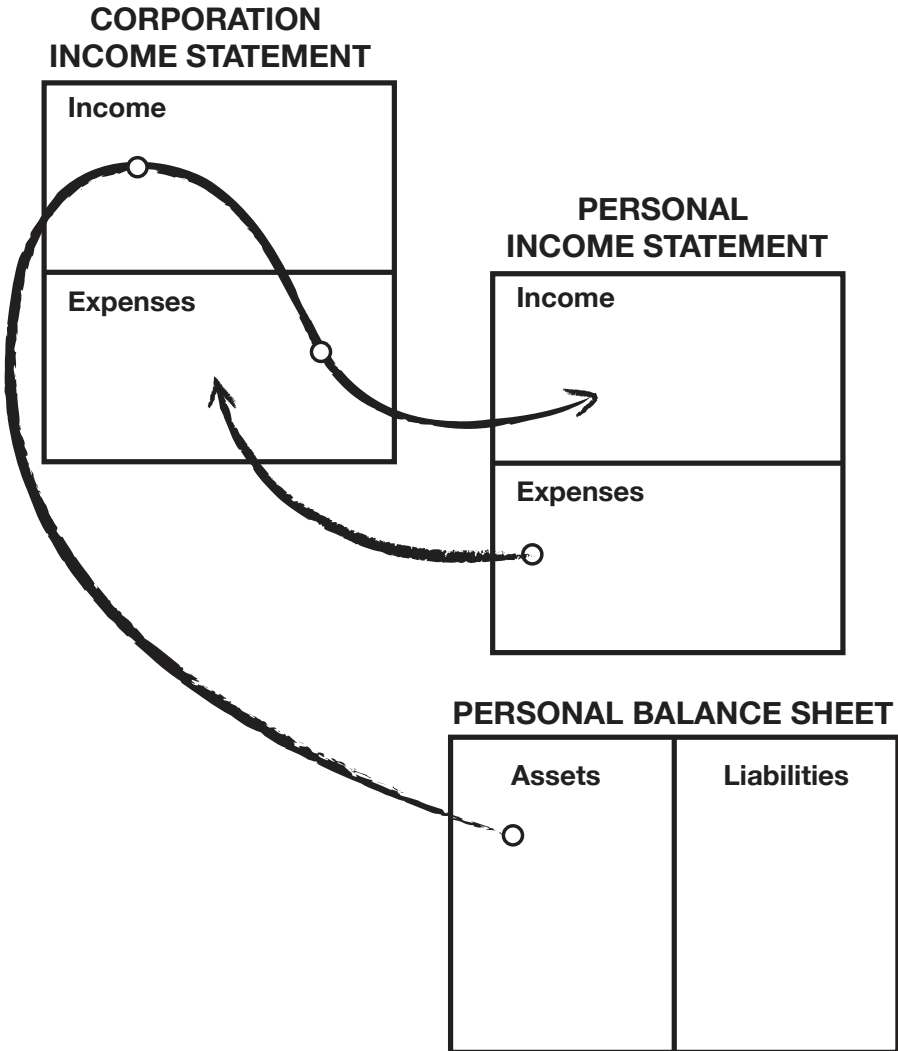 CORPORATION
INCOME STATEMENT
Income
Expenses
PERSONAL
INCOME STATEMENT
Income
Expenses
PERSONAL BALANCE SHEET
Assets
Liabilities